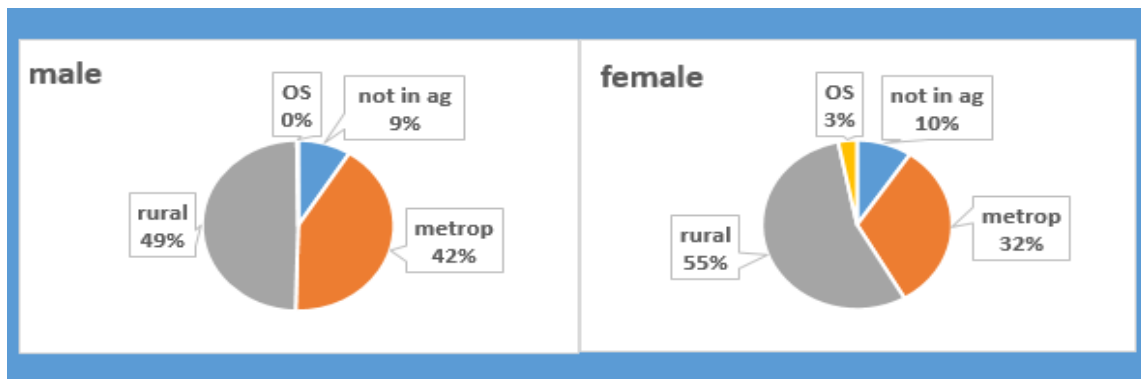 male
OS
0%
not in ag
9%
rural
49%
metrop
42%
female
OS
3%
not in ag
10%
rural
55%
metrop
32%